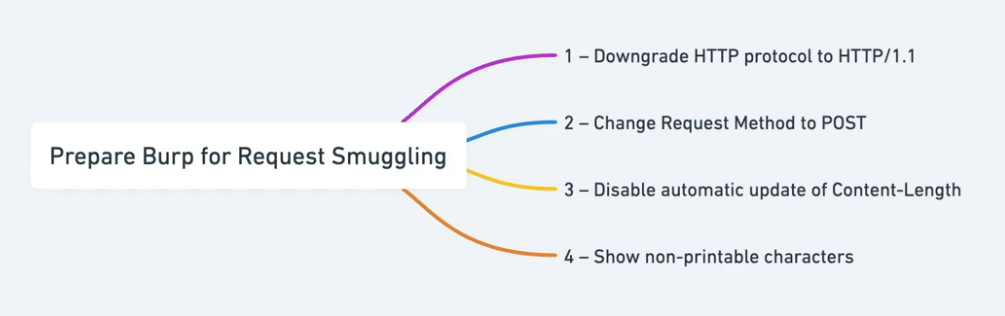 Prepare Burp for Request Smuggling
1 – Downgrade HTTP protocol to HTTP/1.1
2 – Change Request Method to POST
3 – Disable automatic update of Content-Length
4 – Show non-printable characters